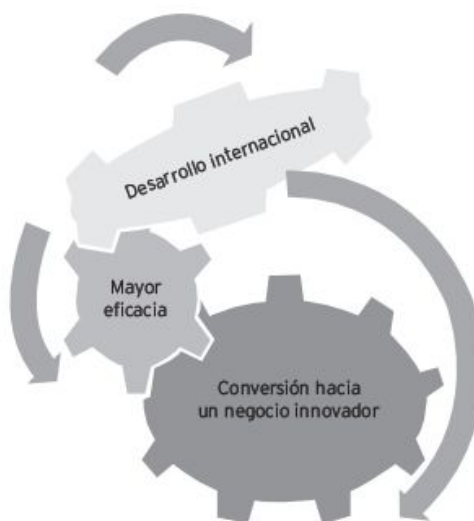 Desarrollo internacional
Mayor
eficacia
Conversión hacia
un negocio innovador